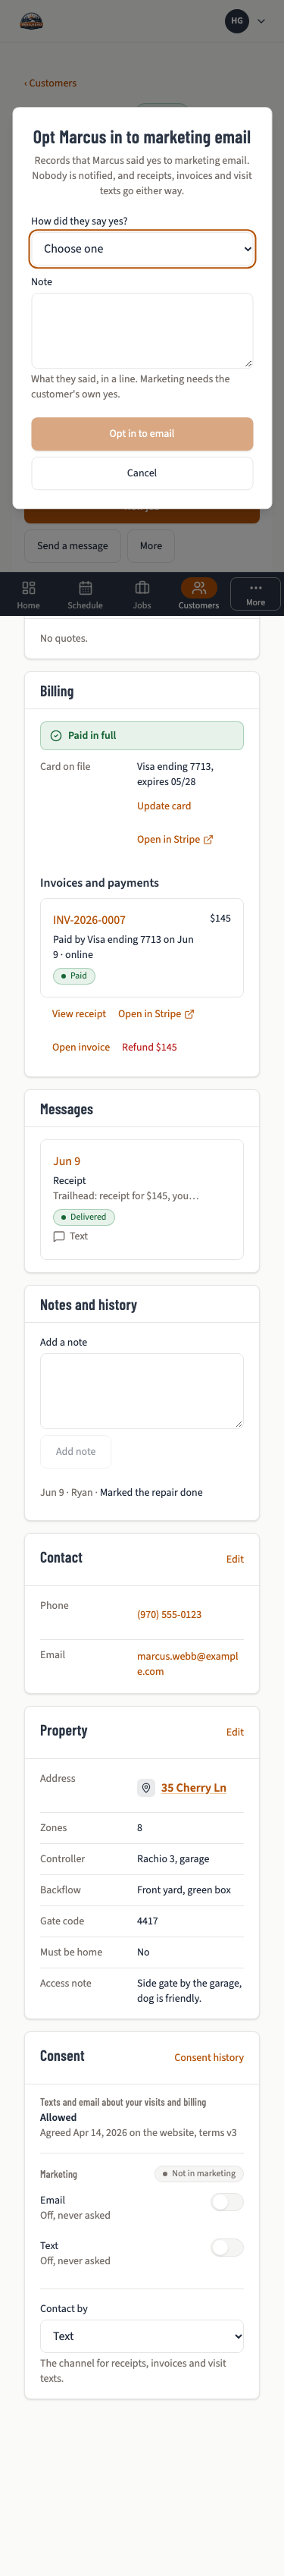 HG
‹ Customers
Opt Marcus in to marketing email
Records that Marcus said yes to marketing email.
Nobody is notified, and receipts, invoices and visit
texts go either way.
How did they say yes?
Choose one
Note
What they said, in a line. Marketing needs the
customer's own yes.
Opt in to email
Cancel
Send a message
More
Home
Schedule
Jobs
Customers
More
No quotes.
Billing
Paid in full
Card on file
Visa ending 7713,
expires 05/28
Update card
Open in Stripe
Invoices and payments
INV-2026-0007
$145
Paid by Visa ending 7713 on Jun
9 · online
Paid
View receipt
Open in Stripe
Open invoice
Refund $145
Messages
Jun 9
Receipt
Trailhead: receipt for $145, you…
Delivered
Text
Notes and history
Add a note
Add note
Jun 9 · Ryan · Marked the repair done
Contact
Edit
Phone
(970) 555-0123
Email
marcus.webb@exampl
e.com
Property
Edit
Address
35 Cherry Ln
Zones
8
Controller
Rachio 3, garage
Backflow
Front yard, green box
Gate code
4417
Must be home
No
Access note
Side gate by the garage,
dog is friendly.
Consent
Consent history
Texts and email about your visits and billing
Allowed
Agreed Apr 14, 2026 on the website, terms v3
Marketing
Not in marketing
Email
Off, never asked
Text
Off, never asked
Contact by
Text
The channel for receipts, invoices and visit
texts.